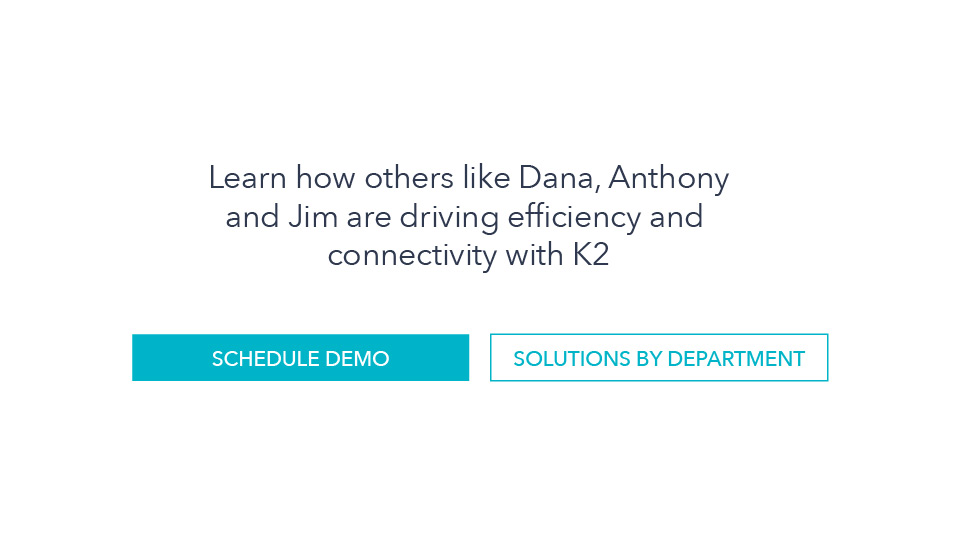 Learn how others like Dana, Anthony
and Jim are driving efficiency and
connectivity with K2
SCHEDULE DEMO
SOLUTIONS BY DEPARTMENT